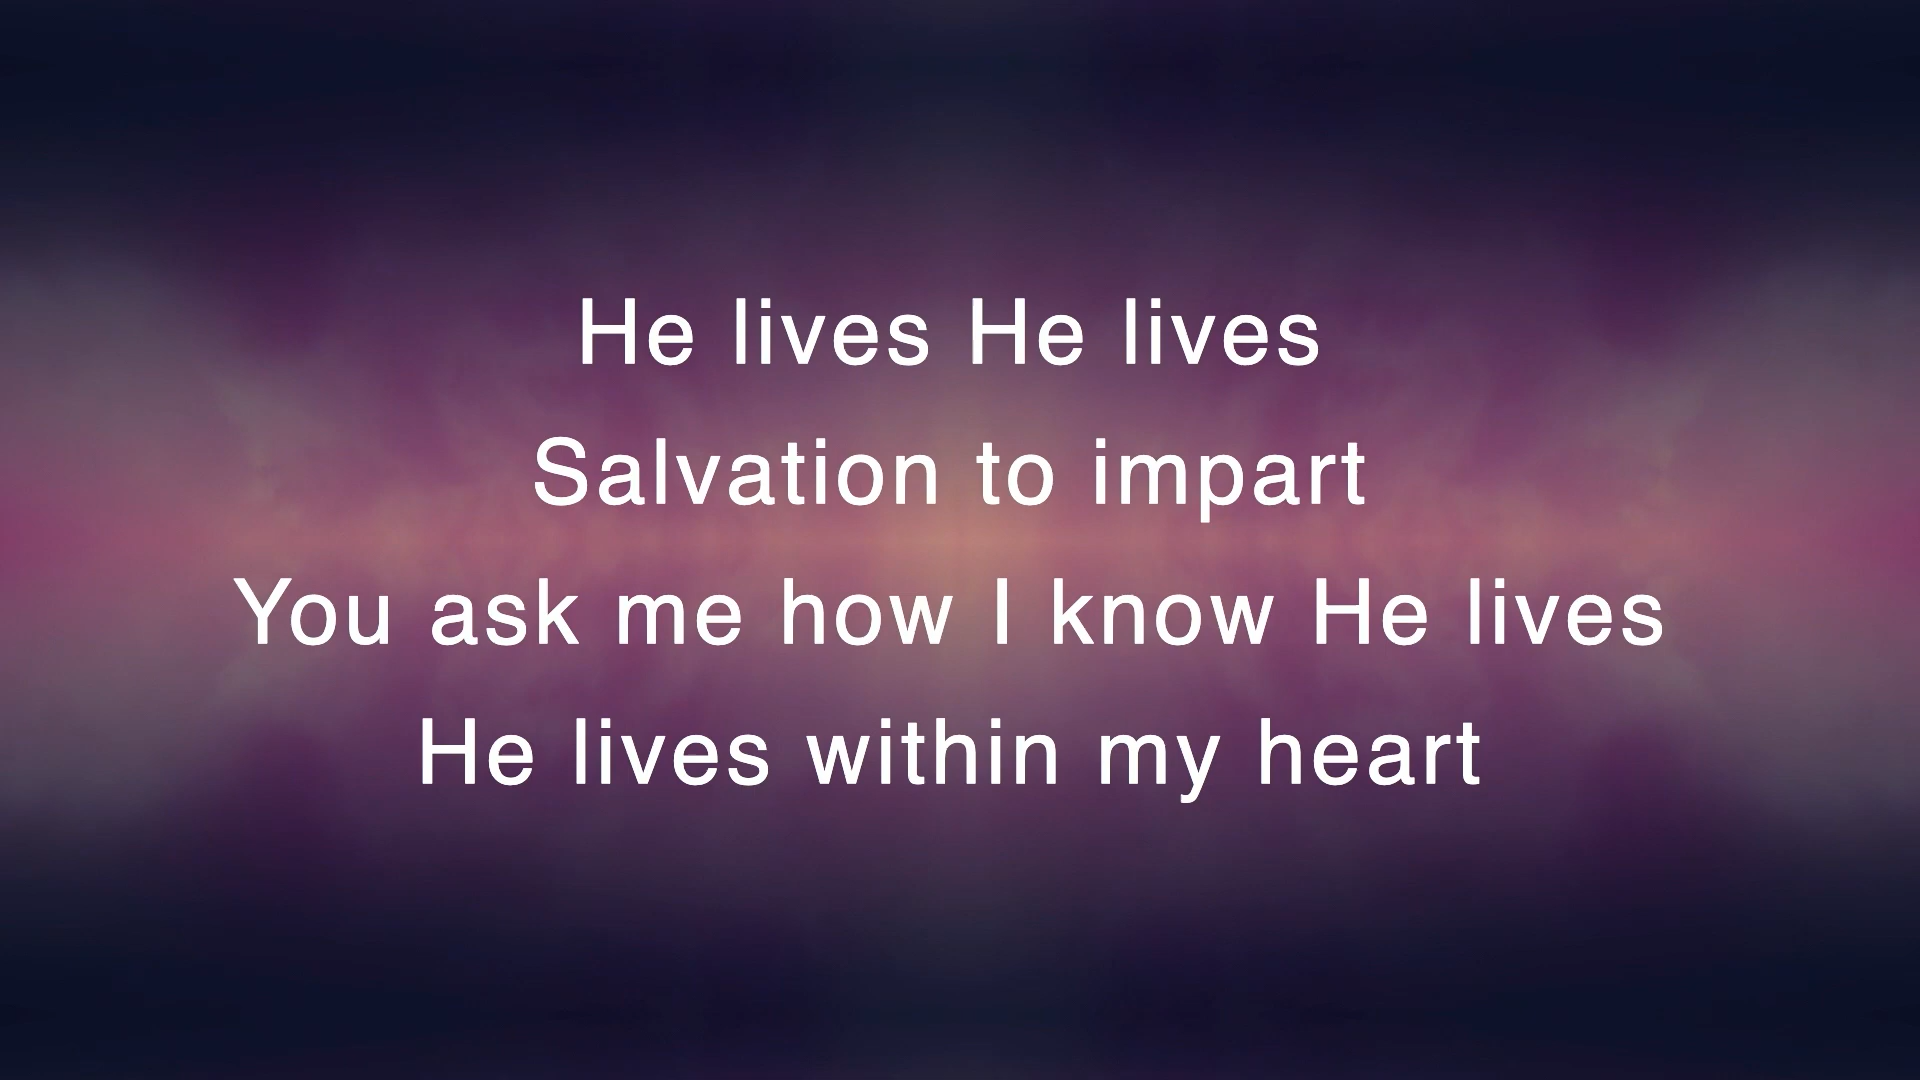 He lives He lives
Salvation to impart
You ask me how I know He lives
He lives within my heart